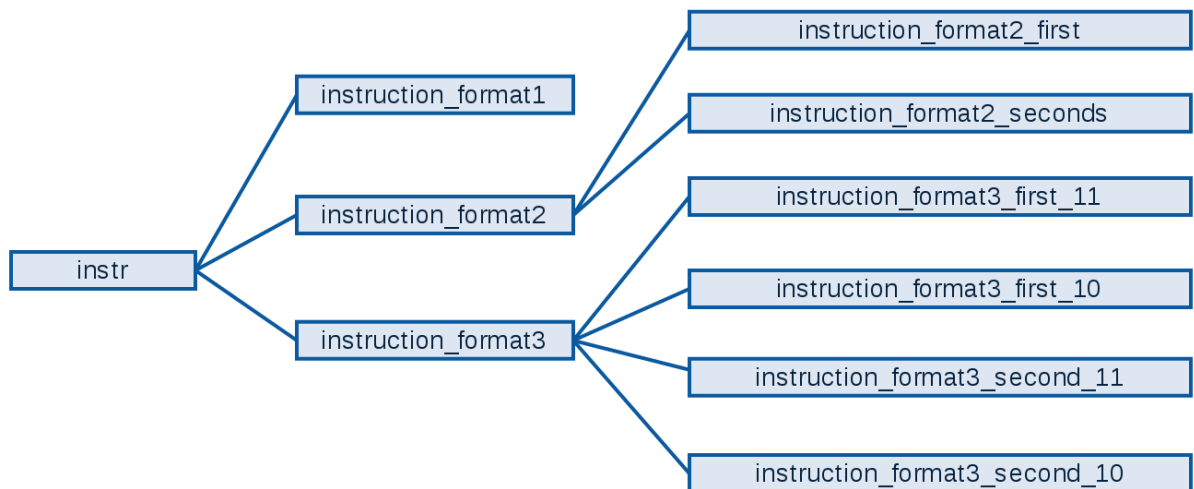 instr
instruction_format1
instruction_format2
instruction_format3
instruction_format2_first
instruction_format2_seconds
instruction_format3_first_11
instruction_format3_first_10
instruction_format3_second_11
instruction_format3_second_10